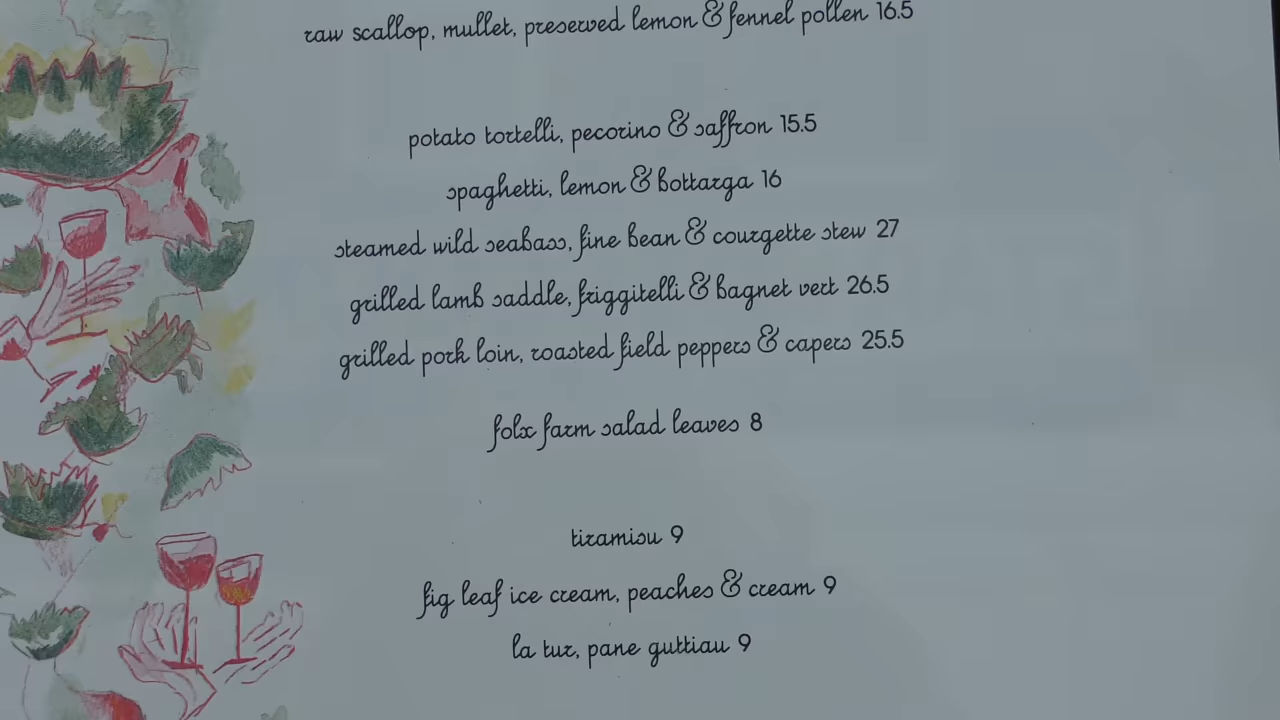 raw scallop, mullet, preserved lemon & fennel pollen 16.5
potato tortelli, pecorino & saffron 15.5
spaghetti, lemon & bottarga 16
steamed wild seabass, fine bean & courgette stew 27
grilled lamb saddle, friggitelli & bagnet vert 26.5
grilled pork loin, roasted field peppers & capers 25.5
folx farm salad leaves 8
tiramisu 9
fig leaf ice cream, peaches & cream 9
la tur, pane guttiau 9